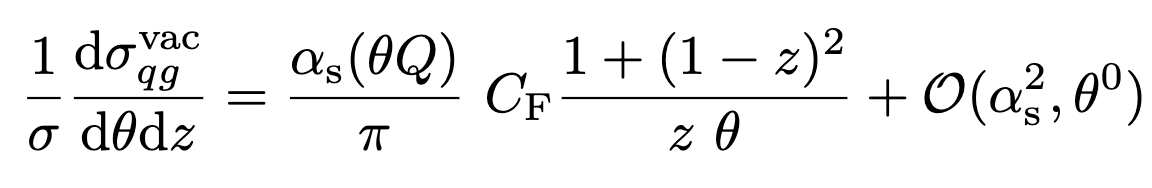 \frac{1}{\sigma} \frac{\mathrm{d}\sigma_{qg}^{\mathrm{vac}}}{\mathrm{d}\theta \mathrm{d}z} = \frac{\alpha_{\mathrm{s}}(\theta Q)}{\pi} \ C_{\mathrm{F}} \frac{1 + (1 - z)^2}{z \ \theta} + \mathcal{O}(\alpha_{\mathrm{s}}^2, \theta^0)